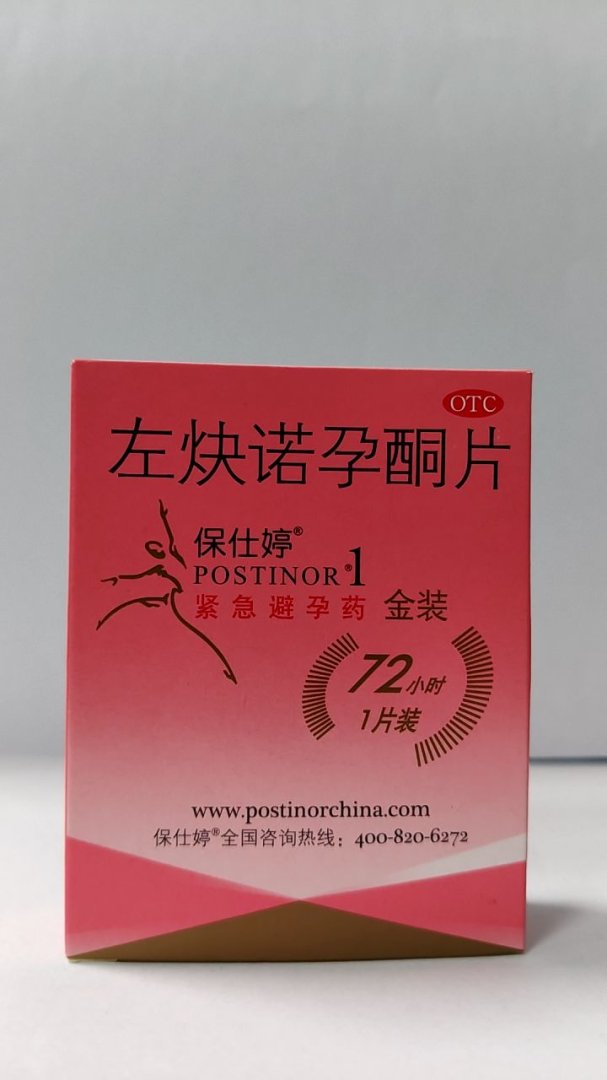 OTC
左炔诺孕酮片
保仕婷®
POSTINOR®1
紧急避孕药 金装
72小时
1片装
www.postinorchina.com
保仕婷®全国咨询热线：400-820-6272